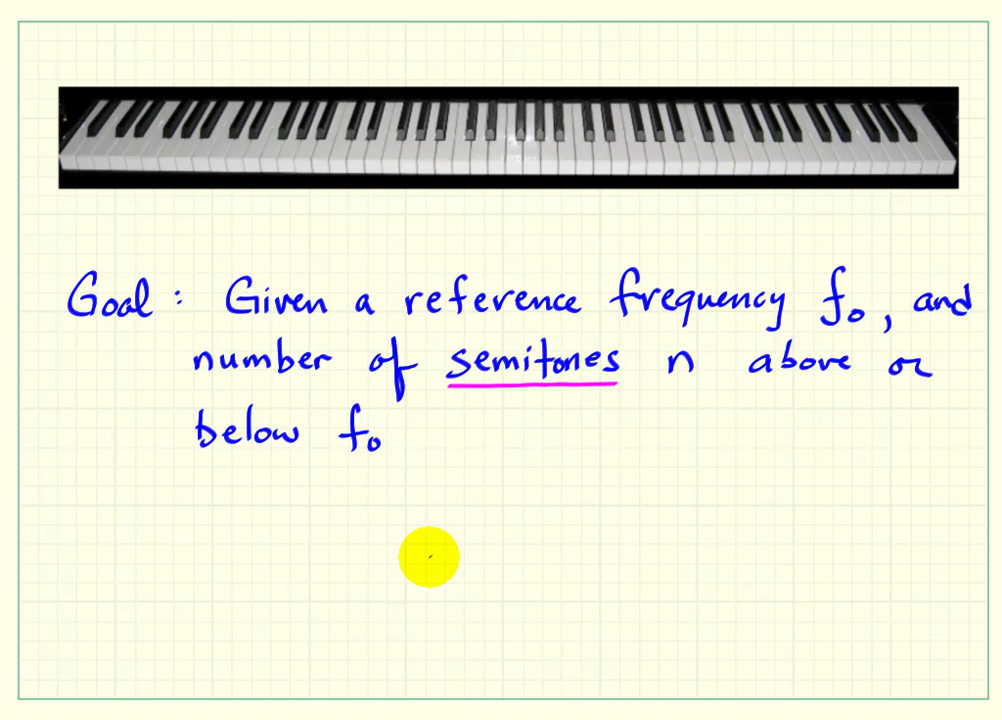 Goal: Given a reference frequency f₀, and
number of semitones n above or
below f₀